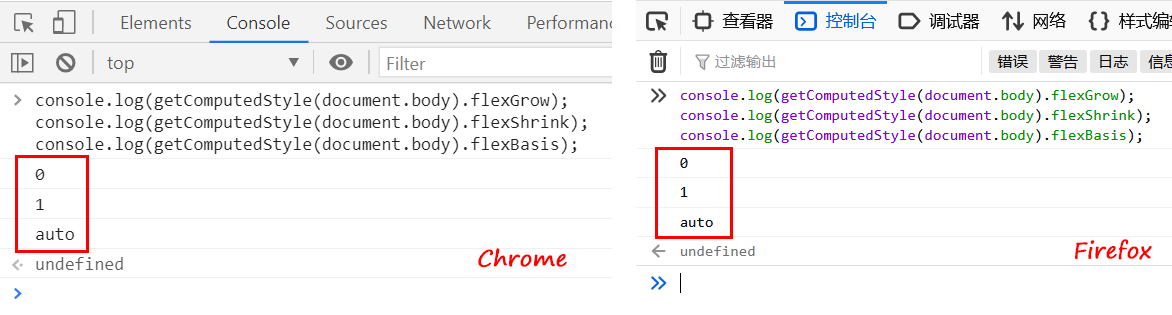 Elements Console Sources Network Performan
top Filter
console.log(getComputedStyle(document.body).flexGrow);
console.log(getComputedStyle(document.body).flexShrink);
console.log(getComputedStyle(document.body).flexBasis);
0
1
auto
undefined
Chrome
查看器 控制台 调试器 网络 {} 样式编
过滤输出 错误 警告 日志 信息
console.log(getComputedStyle(document.body).flexGrow);
console.log(getComputedStyle(document.body).flexShrink);
console.log(getComputedStyle(document.body).flexBasis);
0
1
auto
undefined
Firefox